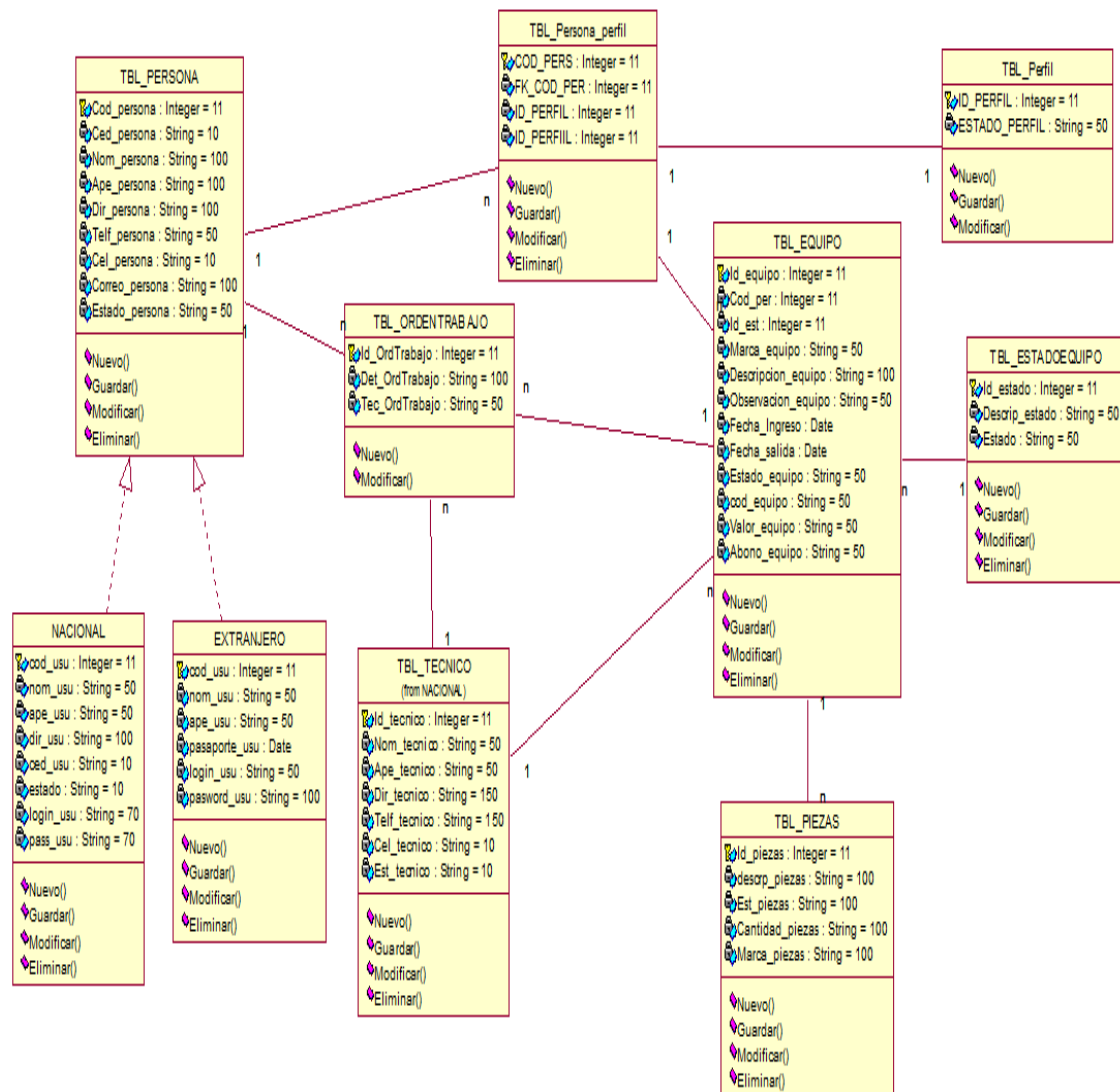 TBL_PERSONA
Cod_persona : Integer = 11
Ced_persona : String = 10
Nom_persona : String = 100
Ape_persona : String = 100
Dir_persona : String = 100
Telf_persona : String = 50
Cel_persona : String = 10
Correo_persona : String = 100
Estado_persona : String = 50
Nuevo()
Guardar()
Modificar()
Eliminar()
1
n
1
n
TBL_Persona_perfil
COD_PERS : Integer = 11
FK_COD_PER : Integer = 11
ID_PERFIL : Integer = 11
ID_PERFIIL : Integer = 11
Nuevo()
Guardar()
Modificar()
Eliminar()
1
1
TBL_Perfil
ID_PERFIL : Integer = 11
ESTADO_PERFIL : String = 50
Nuevo()
Guardar()
Modificar()
1
1
TBL_ORDENTRABAJO
Id_OrdTrabajo : Integer = 11
Det_OrdTrabajo : String = 100
Tec_OrdTrabajo : String = 50
Nuevo()
Modificar()
n
1
n
1
TBL_EQUIPO
Id_equipo : Integer = 11
Cod_per : Integer = 11
Id_est : Integer = 11
Marca_equipo : String = 50
Descripcion_equipo : String = 100
Observacion_equipo : String = 50
Fecha_Ingreso : Date
Fecha_salida : Date
Estado_equipo : String = 50
cod_equipo : String = 50
Valor_equipo : String = 50
Abono_equipo : String = 50
Nuevo()
Guardar()
Modificar()
Eliminar()
n
1
TBL_ESTADOEQUIPO
Id_estado : Integer = 11
Descrip_estado : String = 50
Estado : String = 50
Nuevo()
Guardar()
Modificar()
Eliminar()
NACIONAL
cod_usu : Integer = 11
nom_usu : String = 50
ape_usu : String = 50
dir_usu : String = 100
ced_usu : String = 10
estado : String = 10
login_usu : String = 70
pass_usu : String = 70
Nuevo()
Guardar()
Modificar()
Eliminar()
EXTRANJERO
cod_usu : Integer = 11
nom_usu : String = 50
ape_usu : String = 50
pasaporte_usu : Date
login_usu : String = 50
pasword_usu : String = 100
Nuevo()
Guardar()
Modificar()
Eliminar()
TBL_TECNICO
(from NACIONAL)
Id_tecnico : Integer = 11
Nom_tecnico : String = 50
Ape_tecnico : String = 50
Dir_tecnico : String = 150
Telf_tecnico : String = 150
Cel_tecnico : String = 10
Est_tecnico : String = 10
Nuevo()
Guardar()
Modificar()
Eliminar()
1
n
1
n
TBL_PIEZAS
Id_piezas : Integer = 11
descrp_piezas : String = 100
Est_piezas : String = 100
Cantidad_piezas : String = 100
Marca_piezas : String = 100
Nuevo()
Guardar()
Modificar()
Eliminar()